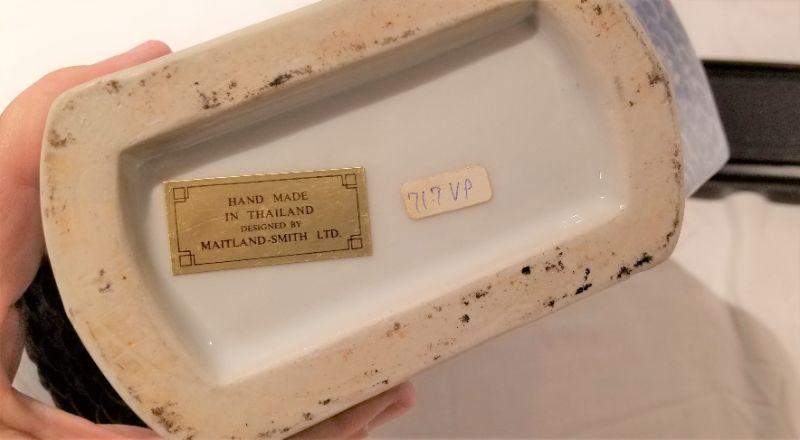 HAND MADE
IN THAILAND
DESIGNED BY
MAITLAND-SMITH LTD.
717 VP